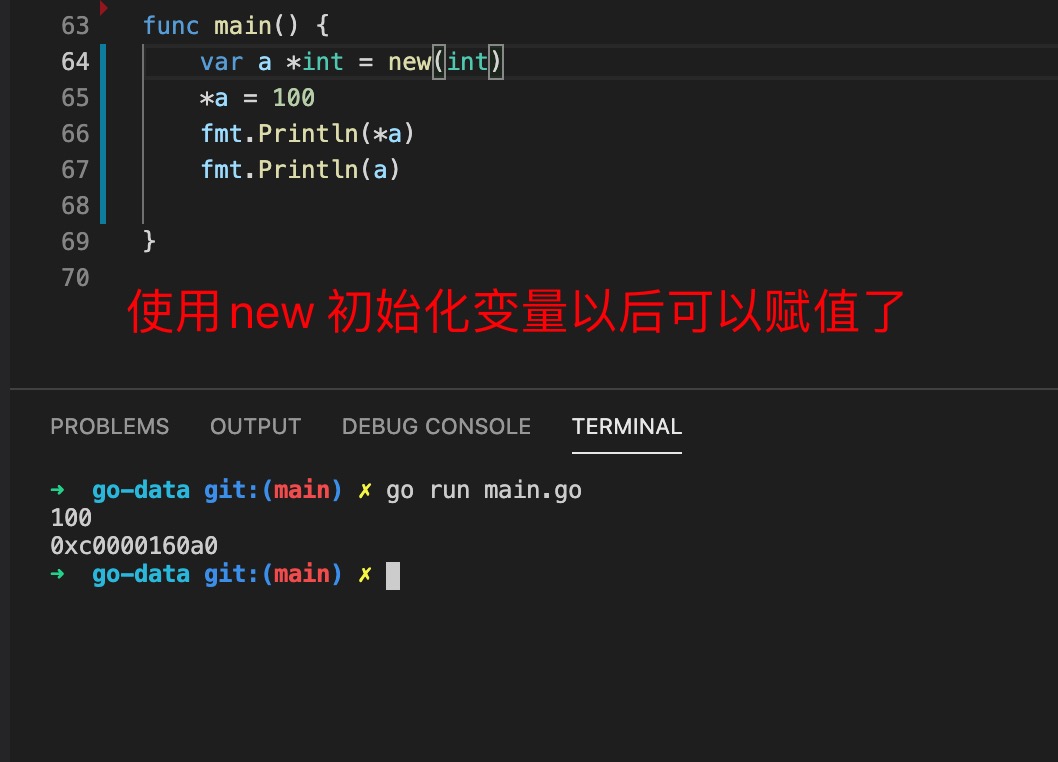 63 func main() {
64 var a *int = new(int)
65 *a = 100
66 fmt.Println(*a)
67 fmt.Println(a)
68
69 }
70
使用new 初始化变量以后可以赋值了
PROBLEMS OUTPUT DEBUG CONSOLE TERMINAL
➜ go-data git:(main) ✗ go run main.go
100
0xc0000160a0
➜ go-data git:(main) ✗